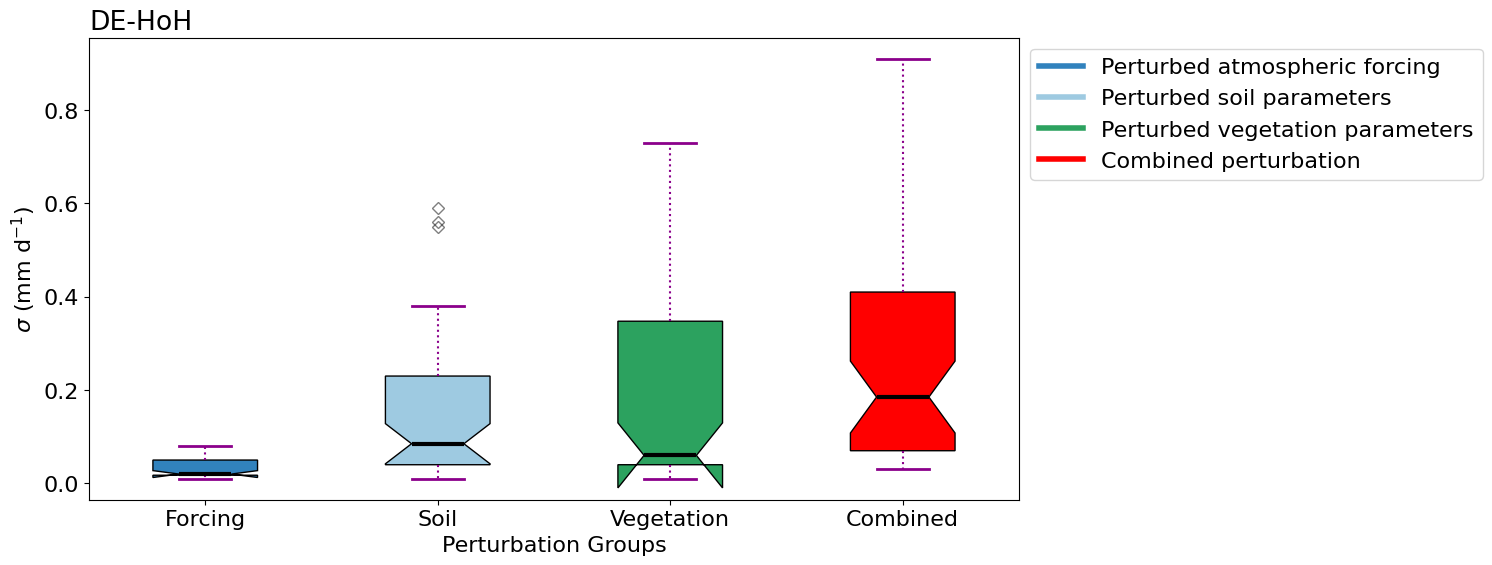 DE-HoH
Perturbed atmospheric forcing
Perturbed soil parameters
Perturbed vegetation parameters
Combined perturbation
σ (mm d⁻¹)
0.8
0.6
0.4
0.2
0.0
Forcing Soil Vegetation Combined
Perturbation Groups